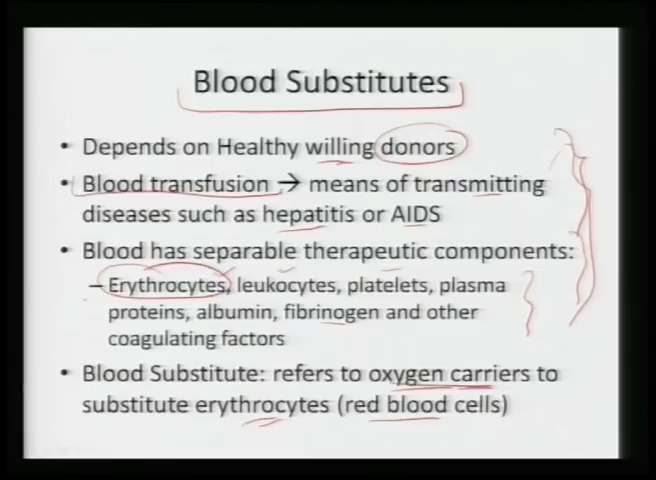 Blood Substitutes
• Depends on Healthy willing donors
• Blood transfusion → means of transmitting
diseases such as hepatitis or AIDS
• Blood has separable therapeutic components:
– Erythrocytes, leukocytes, platelets, plasma
proteins, albumin, fibrinogen and other
coagulating factors
• Blood Substitute: refers to oxygen carriers to
substitute erythrocytes (red blood cells)